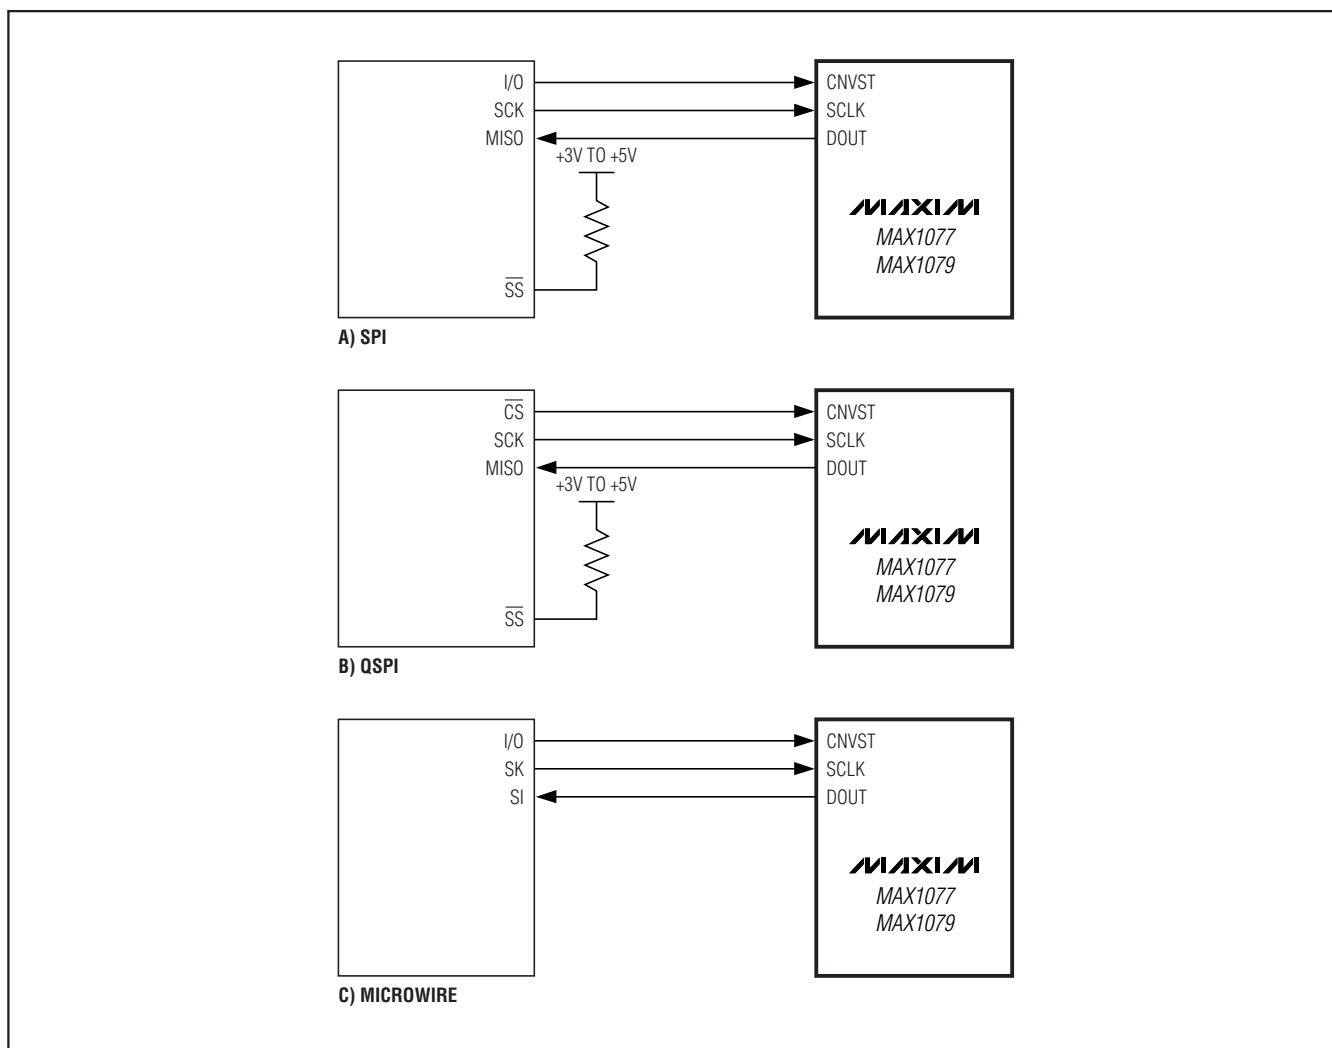 I/O
SCK
MISO
+3V TO +5V
SS
CNVST
SCLK
DOUT
MAXIM
MAX1077
MAX1079
A) SPI
CS
SCK
MISO
+3V TO +5V
SS
CNVST
SCLK
DOUT
MAXIM
MAX1077
MAX1079
B) QSPI
I/O
SK
SI
CNVST
SCLK
DOUT
MAXIM
MAX1077
MAX1079
C) MICROWIRE